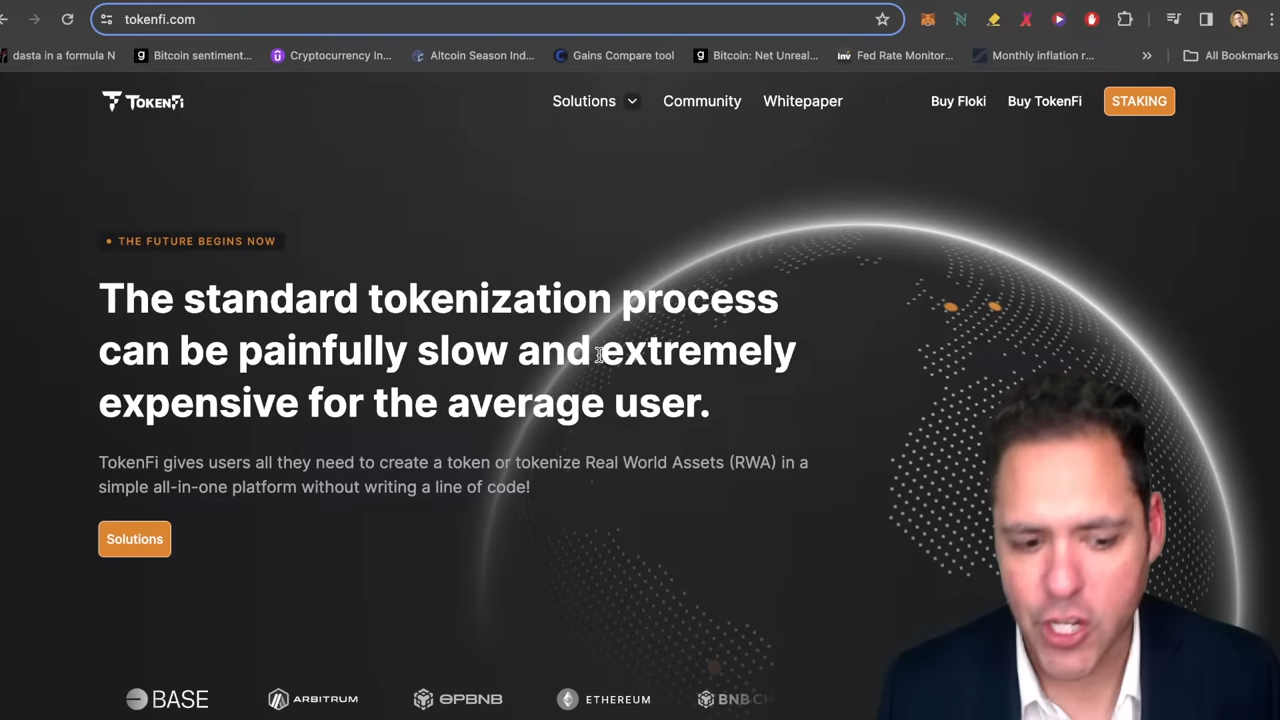 tokenfi.com
dasta in a formula N
Bitcoin sentiment...
Cryptocurrency In...
Altcoin Season Ind...
Gains Compare tool
Bitcoin: Net Unreal...
Inv Fed Rate Monitor...
Monthly inflation r...
All Bookmarks
TOKENFI
Solutions
Community
Whitepaper
Buy Floki
Buy TokenFi
STAKING
THE FUTURE BEGINS NOW
The standard tokenization process
can be painfully slow and extremely
expensive for the average user.
TokenFi gives users all they need to create a token or tokenize Real World Assets (RWA) in a
simple all-in-one platform without writing a line of code!
Solutions
BASE
ARBITRUM
OPBNB
ETHEREUM
BNB CH